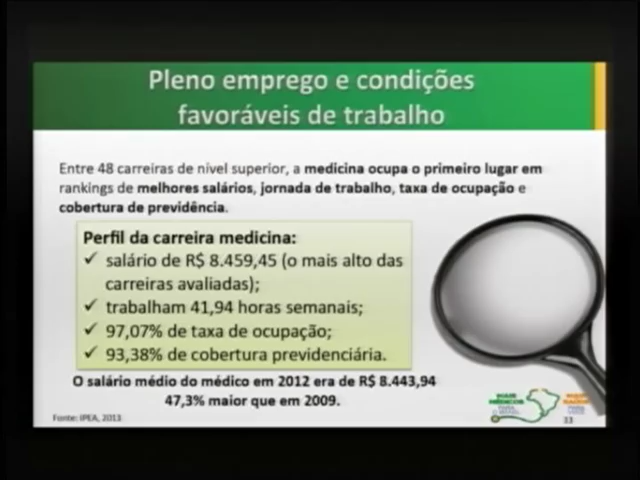 Pleno emprego e condições
favoráveis de trabalho
Entre 48 carreiras de nível superior, a medicina ocupa o primeiro lugar em
rankings de melhores salários, jornada de trabalho, taxa de ocupação e
cobertura de previdência.
Perfil da carreira medicina:
✓ salário de R$ 8.459,45 (o mais alto das
carreiras avaliadas);
✓ trabalham 41,94 horas semanais;
✓ 97,07% de taxa de ocupação;
✓ 93,38% de cobertura previdenciária.
O salário médio do médico em 2012 era de R$ 8.443,94
47,3% maior que em 2009.
Fonte: IPEA, 2013
MAIS
MÉDICOS
33